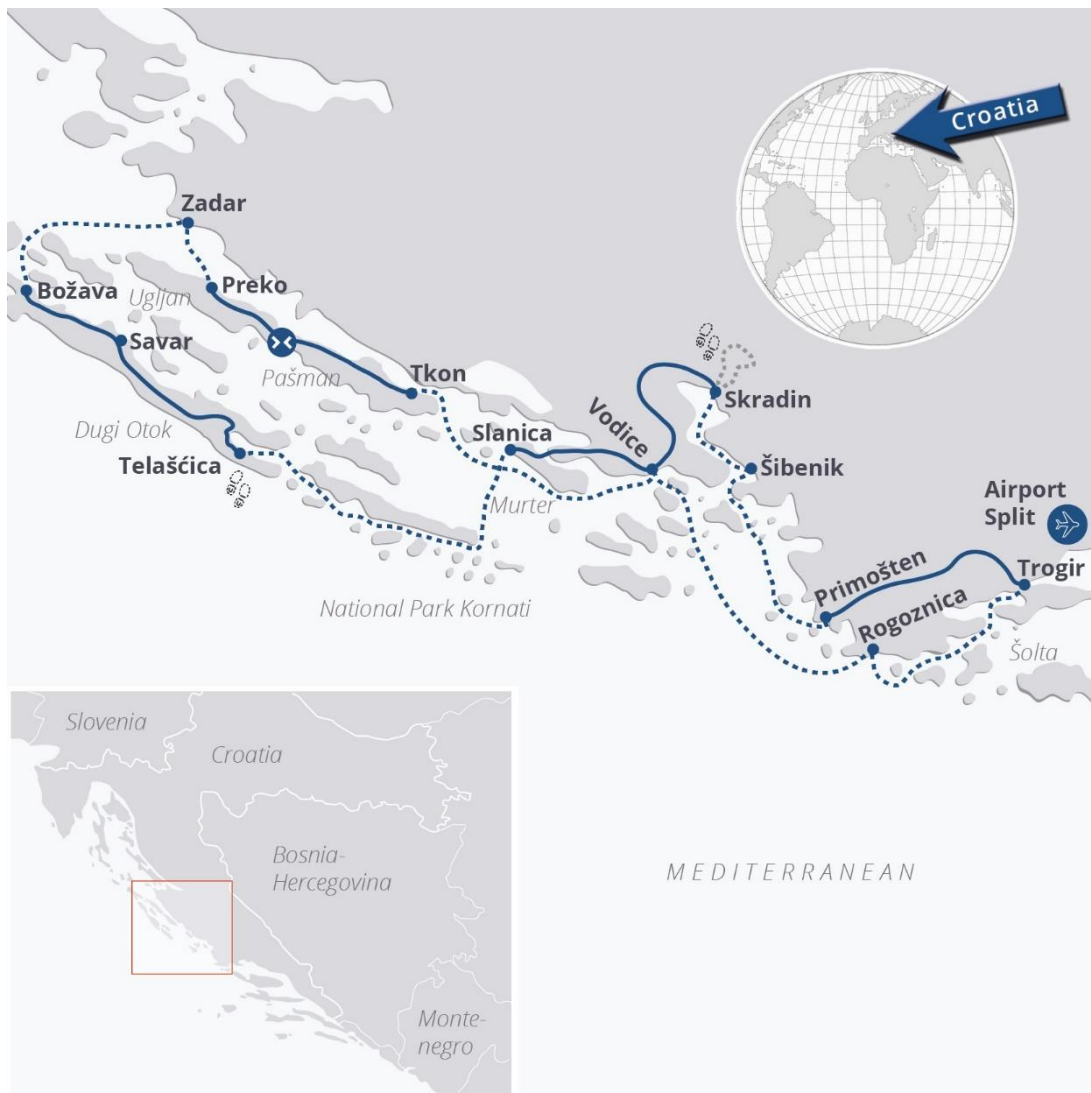 Croatia
Zadar
Božava
Ugljan
Preko
Savar
Pašman
Tkon
Skradin
Dugi Otok
Slanica
Vodice
Telašćica
Šibenik
Murter
Airport
Split
Primošten
Trogir
National Park Kornati
Rogoznica
Šolta
Slovenia
Croatia
Bosnia-
Hercegovina
Monte-
negro
MEDITERRANEAN